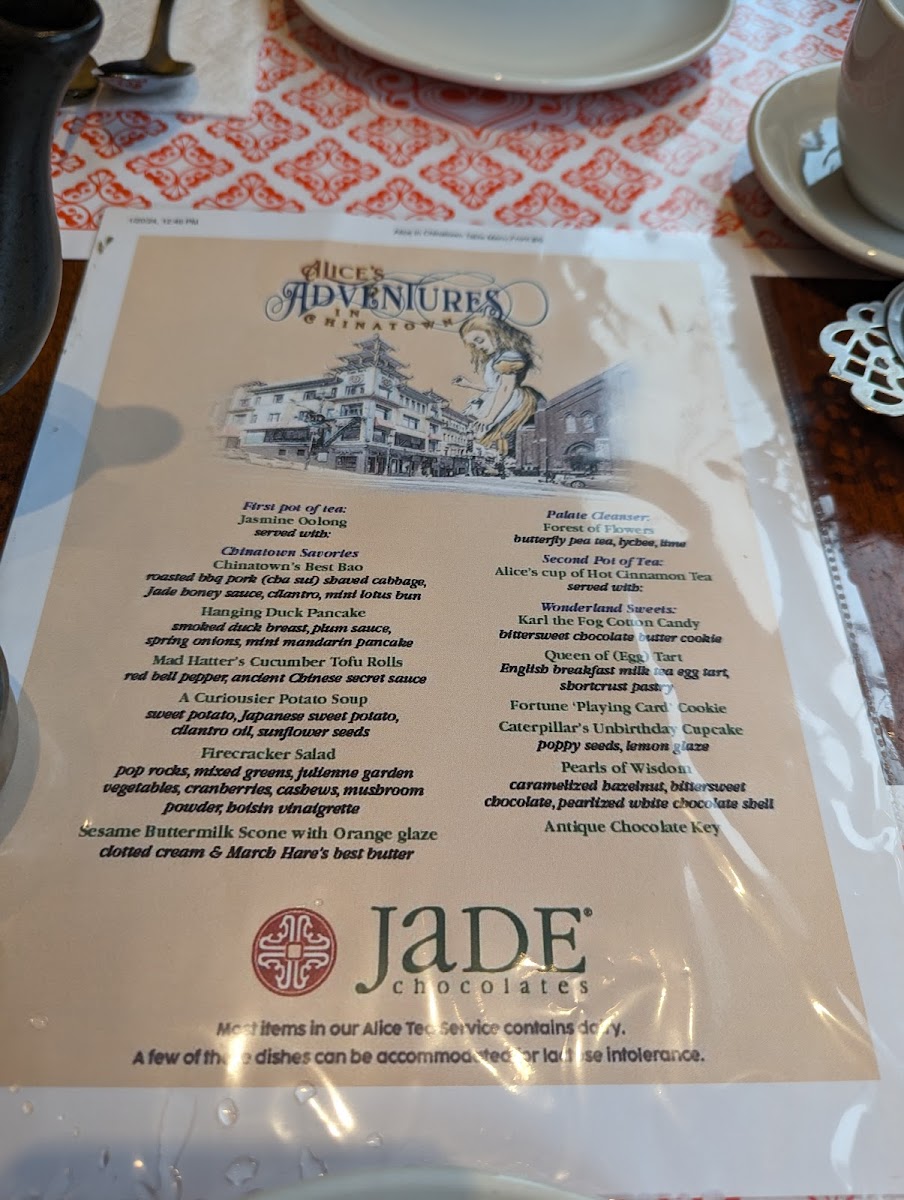 1/20/24, 12:40 PM
ALICE'S
ADVENTURES
IN
CHINATOWN
First pot of tea:
Jasmine Oolong
served with:
Chinatown Savories
Chinatown's Best Bao
roasted bbq pork (cha sui) shaved cabbage,
Jade honey sauce, cilantro, mini lotus bun
Hanging Duck Pancake
smoked duck breast, plum sauce,
spring onions, mini mandarin pancake
Mad Hatter's Cucumber Tofu Rolls
red bell pepper, ancient Chinese secret sauce
A Curiousier Potato Soup
sweet potato, Japanese sweet potato,
cilantro oil, sunflower seeds
Firecracker Salad
pop rocks, mixed greens, julienne garden
vegetables, cranberries, cashews, mushroom
powder, hoisin vinaigrette
Sesame Buttermilk Scone with Orange glaze
clotted cream & March Hare's best butter
Palate Cleanser:
Forest of Flowers
butterfly pea tea, lychee, lime
Second Pot of Tea:
Alice's cup of Hot Cinnamon Tea
served with:
Wonderland Sweets:
Karl the Fog Cotton Candy
bittersweet chocolate butter cookie
Queen of (Egg) Tart
English breakfast milk tea egg tart,
shortcrust pastry
Fortune 'Playing Card' Cookie
Caterpillar's Unbirthday Cupcake
poppy seeds, lemon glaze
Pearls of Wisdom
caramelized hazelnut, bittersweet
chocolate, pearlized white chocolate shell
Antique Chocolate Key
JADE®
chocolates
Most items in our Alice Tea Service contains dairy.
A few of these dishes can be accommodated for lactose intolerance.